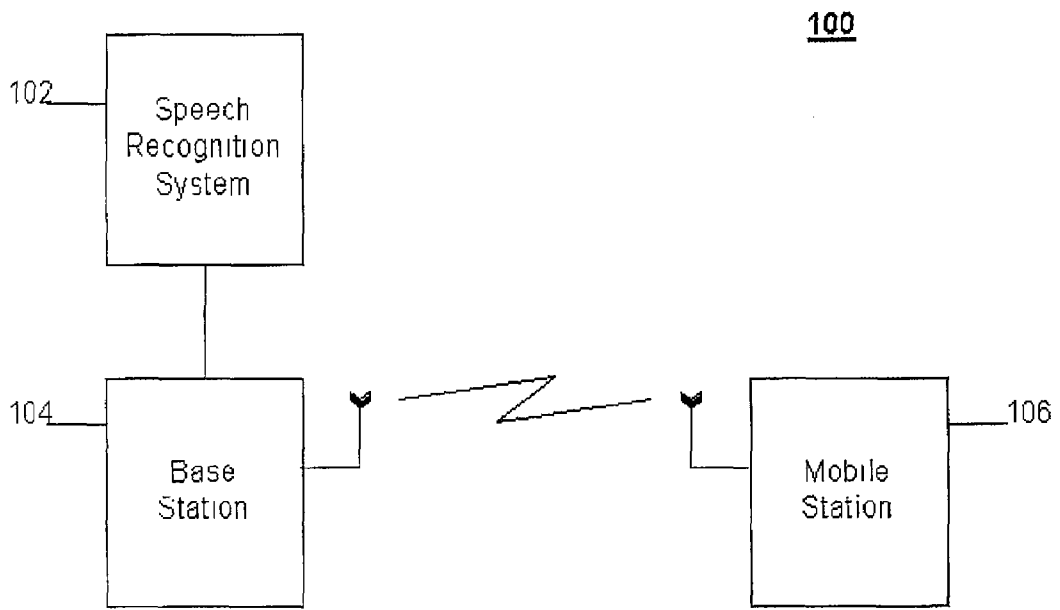 100
102
Speech
Recognition
System
104
Base
Station
106
Mobile
Station